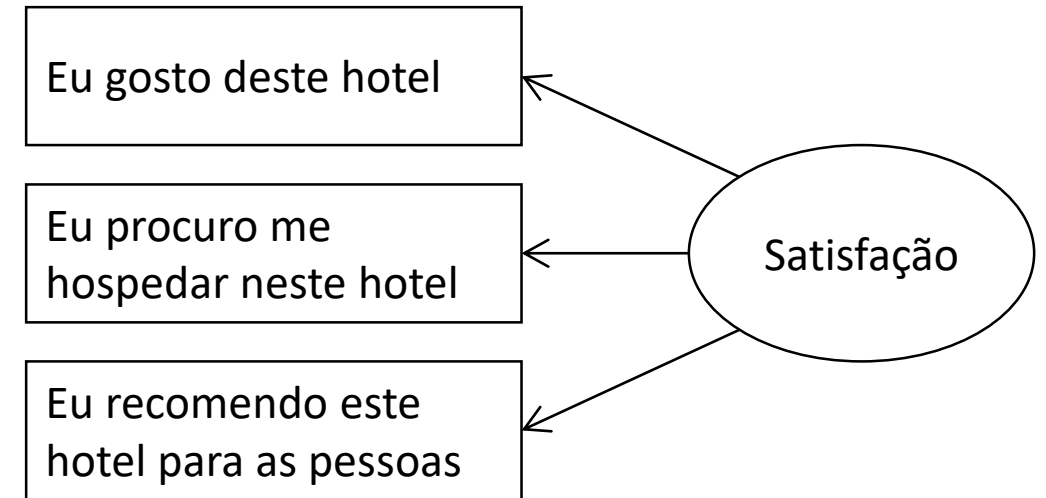 Eu gosto deste hotel
Eu procuro me
hospedar neste hotel
Satisfação
Eu recomendo este
hotel para as pessoas